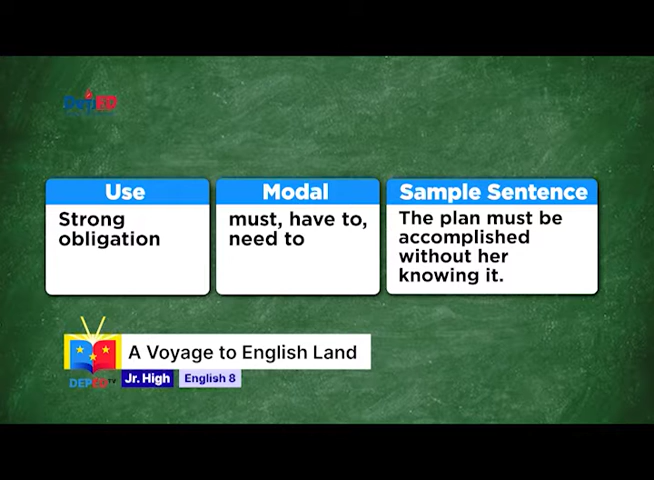 DepED
Use
Strong
obligation
Modal
must, have to,
need to
Sample Sentence
The plan must be
accomplished
without her
knowing it.
A Voyage to English Land
DEPED TV
Jr. High
English 8